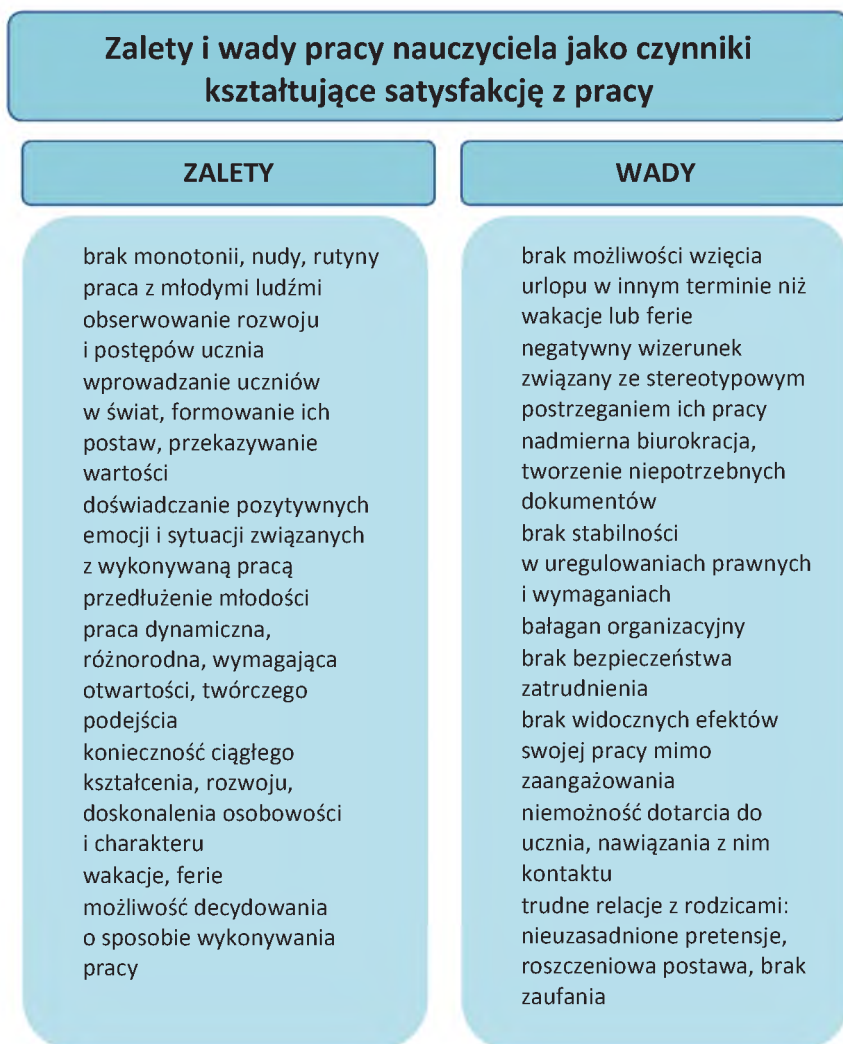 Zalety i wady pracy nauczyciela jako czynniki
kształtujące satysfakcję z pracy
ZALETY
brak monotonii, nudy, rutyny
praca z młodymi ludźmi
obserwowanie rozwoju
i postępów ucznia
wprowadzanie uczniów
w świat, formowanie ich
postaw, przekazywanie
wartości
doświadczanie pozytywnych
emocji i sytuacji związanych
z wykonywaną pracą
przedłużenie młodości
praca dynamiczna,
różnorodna, wymagająca
otwartości, twórczego
podejścia
konieczność ciągłego
kształcenia, rozwoju,
doskonalenia osobowości
i charakteru
wakacje, ferie
możliwość decydowania
o sposobie wykonywania
pracy
WADY
brak możliwości wzięcia
urlopu w innym terminie niż
wakacje lub ferie
negatywny wizerunek
związany ze stereotypowym
postrzeganiem ich pracy
nadmierna biurokracja,
tworzenie niepotrzebnych
dokumentów
brak stabilności
w uregulowaniach prawnych
i wymaganiach
bałagan organizacyjny
brak bezpieczeństwa
zatrudnienia
brak widocznych efektów
swojej pracy mimo
zaangażowania
niemożność dotarcia do
ucznia, nawiązania z nim
kontaktu
trudne relacje z rodzicami:
nieuzasadnione pretensje,
roszczeniowa postawa, brak
zaufania